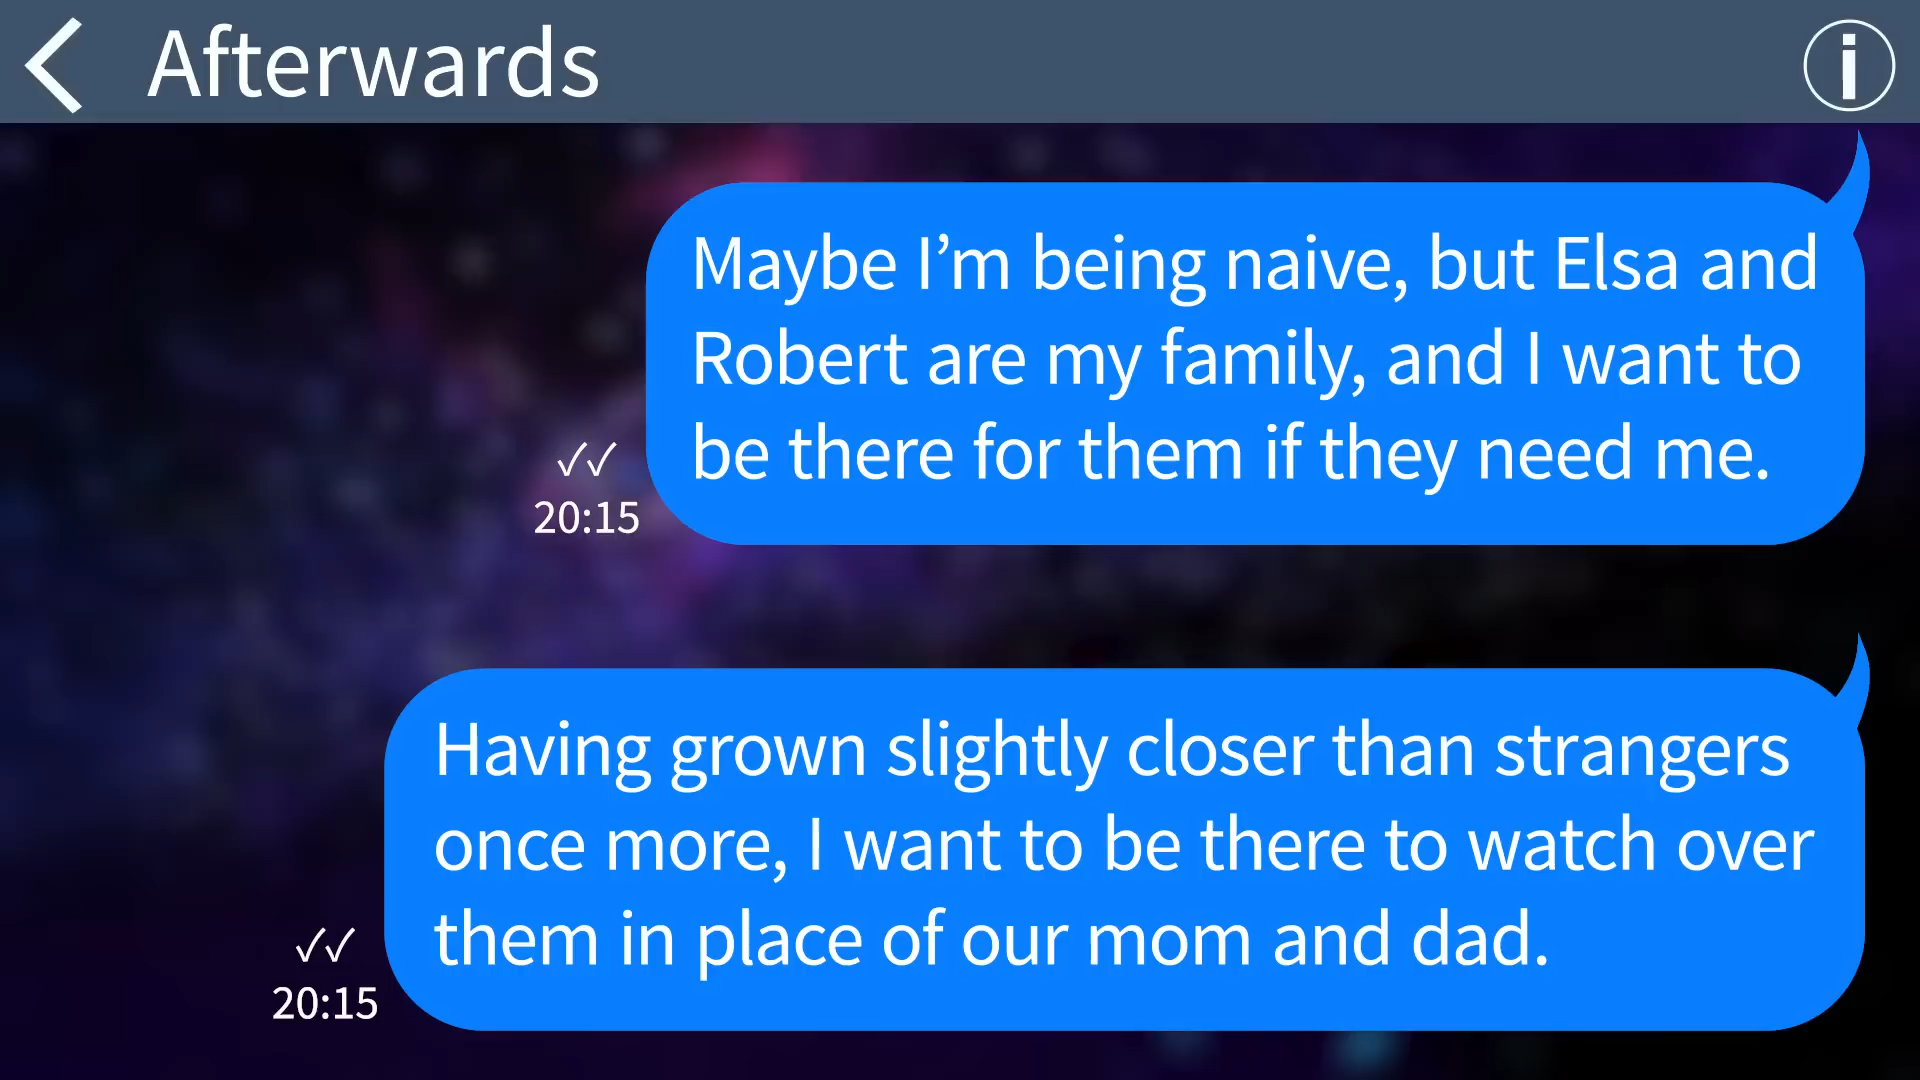 Afterwards
Maybe I’m being naive, but Elsa and
Robert are my family, and I want to
be there for them if they need me.
✓✓
20:15
Having grown slightly closer than strangers
once more, I want to be there to watch over
them in place of our mom and dad.
✓✓
20:15